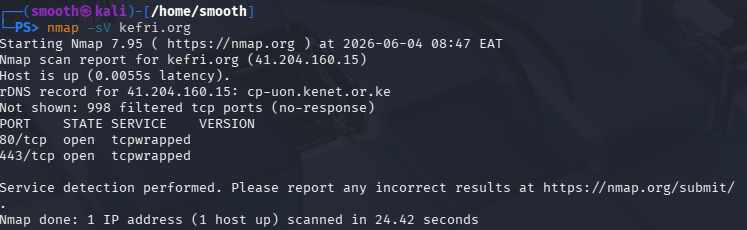 ┌──(smooth㉿kali)-[/home/smooth]
└─PS> nmap -sV kefri.org
Starting Nmap 7.95 ( https://nmap.org ) at 2026-06-04 08:47 EAT
Nmap scan report for kefri.org (41.204.160.15)
Host is up (0.0055s latency).
rDNS record for 41.204.160.15: cp-uon.kenet.or.ke
Not shown: 998 filtered tcp ports (no-response)
PORT    STATE SERVICE    VERSION
80/tcp  open  tcpwrapped
443/tcp open  tcpwrapped
Service detection performed. Please report any incorrect results at https://nmap.org/submit/
.
Nmap done: 1 IP address (1 host up) scanned in 24.42 seconds